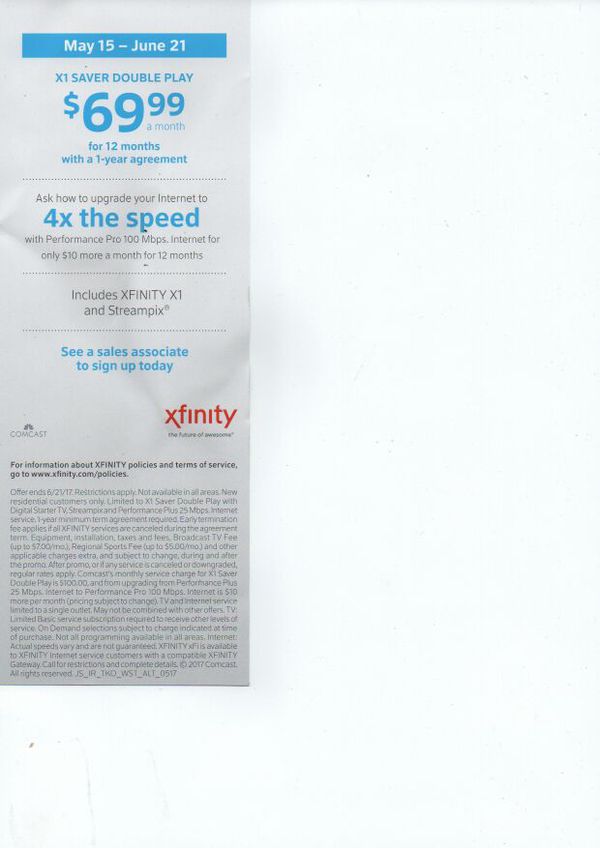 May 15 – June 21
X1 SAVER DOUBLE PLAY
$69.99
a month
for 12 months
with a 1-year agreement
Ask how to upgrade your Internet to
4x the speed
with Performance Pro 100 Mbps. Internet for
only $10 more a month for 12 months
Includes XFINITY X1
and Streampix®
See a sales associate
to sign up today
xfinity
COMCAST
the future of awesome®
For information about XFINITY policies and terms of service,
go to www.xfinity.com/policies.
Offer ends 6/21/17. Restrictions apply. Not available in all areas. New
residential customers only. Limited to X1 Saver Double Play with
Digital Starter TV, Streampix and Performance Plus 25 Mbps. Internet
service. 1-year minimum term agreement required. Early termination
fee applies if all XFINITY services are canceled during the agreement
term. Equipment, installation, taxes and fees, Broadcast TV Fee
(up to $7.00/mo.), Regional Sports Fee (up to $5.00/mo.) and other
applicable charges extra, and subject to change, during and after
the promo. After promo, or if any service is canceled or downgraded,
regular rates apply. Comcast's monthly service charge for X1 Saver
Double Play is $100.00, and from upgrading from Performance Plus
25 Mbps. Internet to Performance Pro 100 Mbps. Internet is $10
more per month (pricing subject to change). TV and Internet service
limited to a single outlet. May not be combined with other offers. TV:
Limited Basic service subscription required to receive other levels of
service. On Demand selections subject to charge indicated at time
of purchase. Not all programming available in all areas. Internet:
Actual speeds vary and are not guaranteed. XFINITY xFi is available
to XFINITY Internet service customers with a compatible XFINITY
Gateway. Call for restrictions and complete details. © 2017 Comcast.
All rights reserved. JS_IR_TKD_WST_ALT_0517